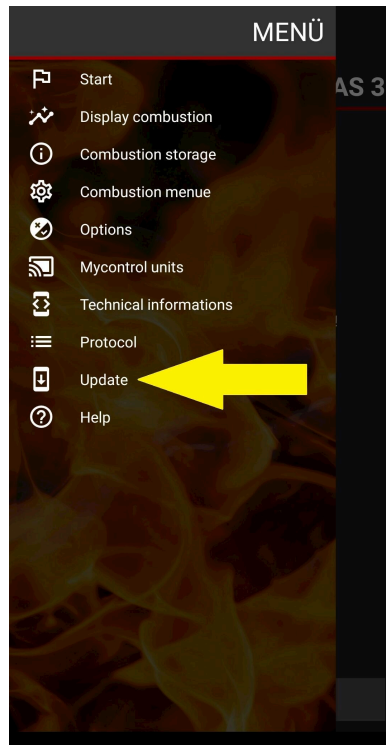 MENÜ
AS 3
Start
Display combustion
Combustion storage
Combustion menue
Options
Mycontrol units
Technical informations
Protocol
Update
Help